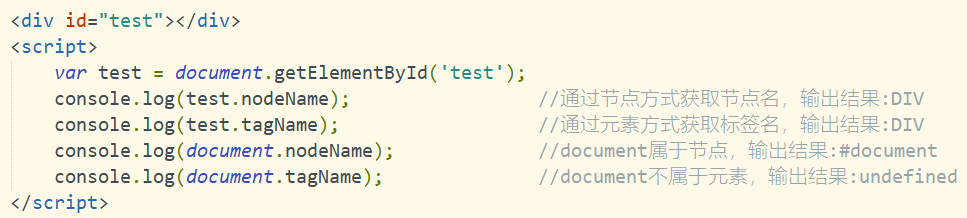 <div id="test"></div>
<script>
    var test = document.getElementById('test');
    console.log(test.nodeName);                //通过节点方式获取节点名，输出结果:DIV
    console.log(test.tagName);                 //通过元素方式获取标签名，输出结果:DIV
    console.log(document.nodeName);            //document属于节点，输出结果:#document
    console.log(document.tagName);             //document不属于元素，输出结果:undefined
</script>